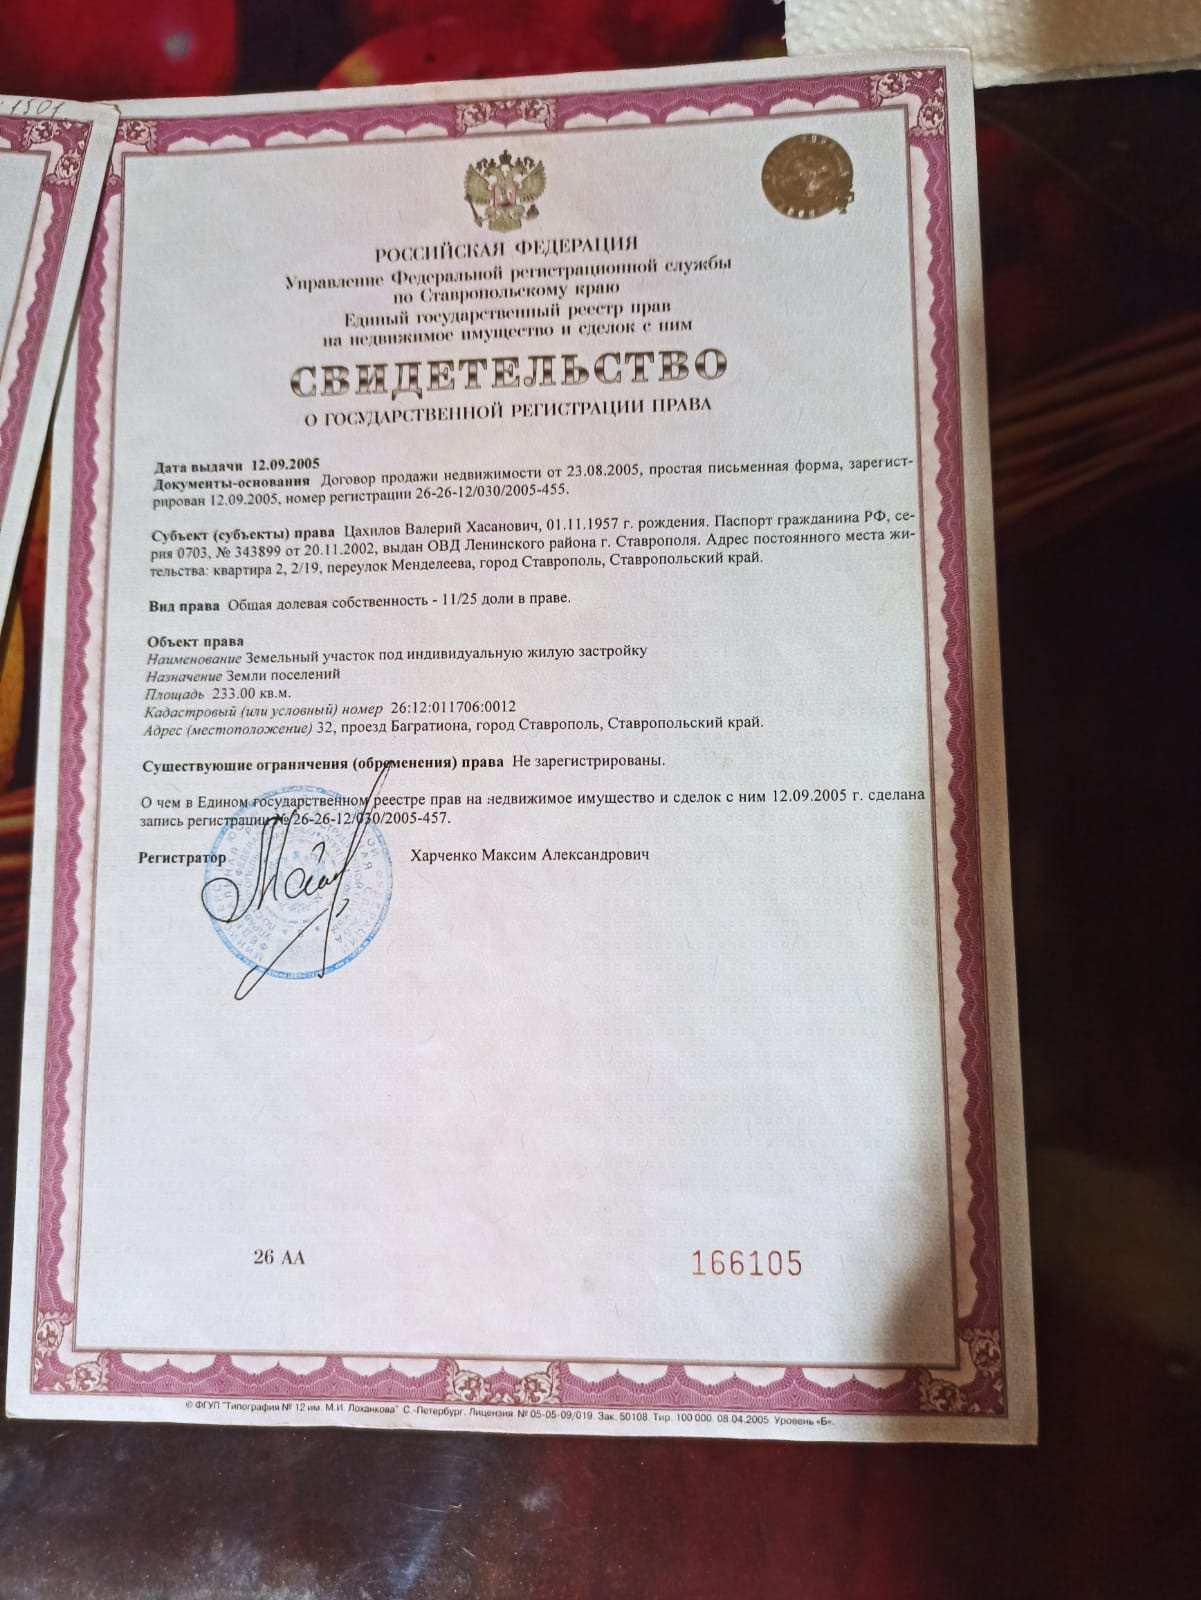 1501
РОССИЙСКАЯ ФЕДЕРАЦИЯ
Управление Федеральной регистрационной службы
по Ставропольскому краю
Единый государственный реестр прав
на недвижимое имущество и сделок с ним
СВИДЕТЕЛЬСТВО
О ГОСУДАРСТВЕННОЙ РЕГИСТРАЦИИ ПРАВА
Дата выдачи 12.09.2005
Документы-основания Договор продажи недвижимости от 23.08.2005, простая письменная форма, зарегист-
рирован 12.09.2005, номер регистрации 26-26-12/030/2005-455.
Субъект (субъекты) права Цахилов Валерий Хасанович, 01.11.1957 г. рождения. Паспорт гражданина РФ, се-
рия 0703, № 343899 от 20.11.2002, выдан ОВД Ленинского района г. Ставрополя. Адрес постоянного места жи-
тельства: квартира 2, 2/19, переулок Менделеева, город Ставрополь, Ставропольский край.
Вид права Общая долевая собственность - 11/25 доли в праве.
Объект права
Наименование Земельный участок под индивидуальную жилую застройку
Назначение Земли поселений
Площадь 233.00 кв.м.
Кадастровый (или условный) номер 26:12:011706:0012
Адрес (местоположение) 32, проезд Багратиона, город Ставрополь, Ставропольский край.
Существующие ограничения (обременения) права Не зарегистрированы.
О чем в Едином государственном реестре прав на недвижимое имущество и сделок с ним 12.09.2005 г. сделана
запись регистрации № 26-26-12/030/2005-457.
Регистратор Харченко Максим Александрович
26 АА 166105
© ФГУП "Типография № 12 им. М.И. Лоханкова" С.-Петербург. Лицензия № 05-05-09/019. Зак. 50108. Тир. 100 000. 08.04.2005. Уровень «Б».